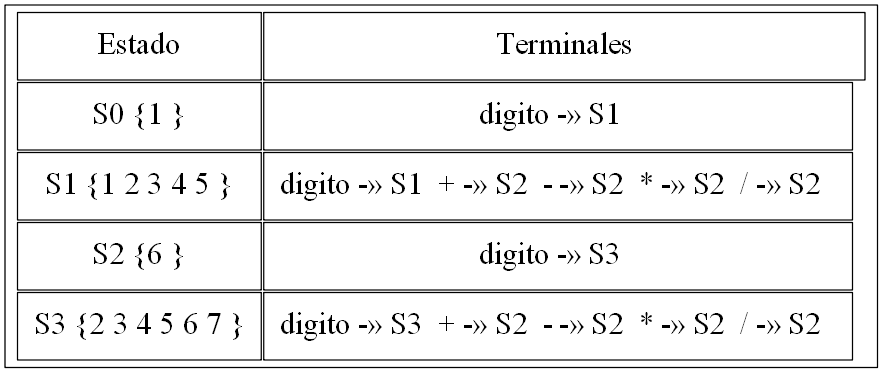 Estado Terminales
S0 {1 } digito -» S1
S1 {1 2 3 4 5 } digito -» S1 + -» S2 - -» S2 * -» S2 / -» S2
S2 {6 } digito -» S3
S3 {2 3 4 5 6 7 } digito -» S3 + -» S2 - -» S2 * -» S2 / -» S2